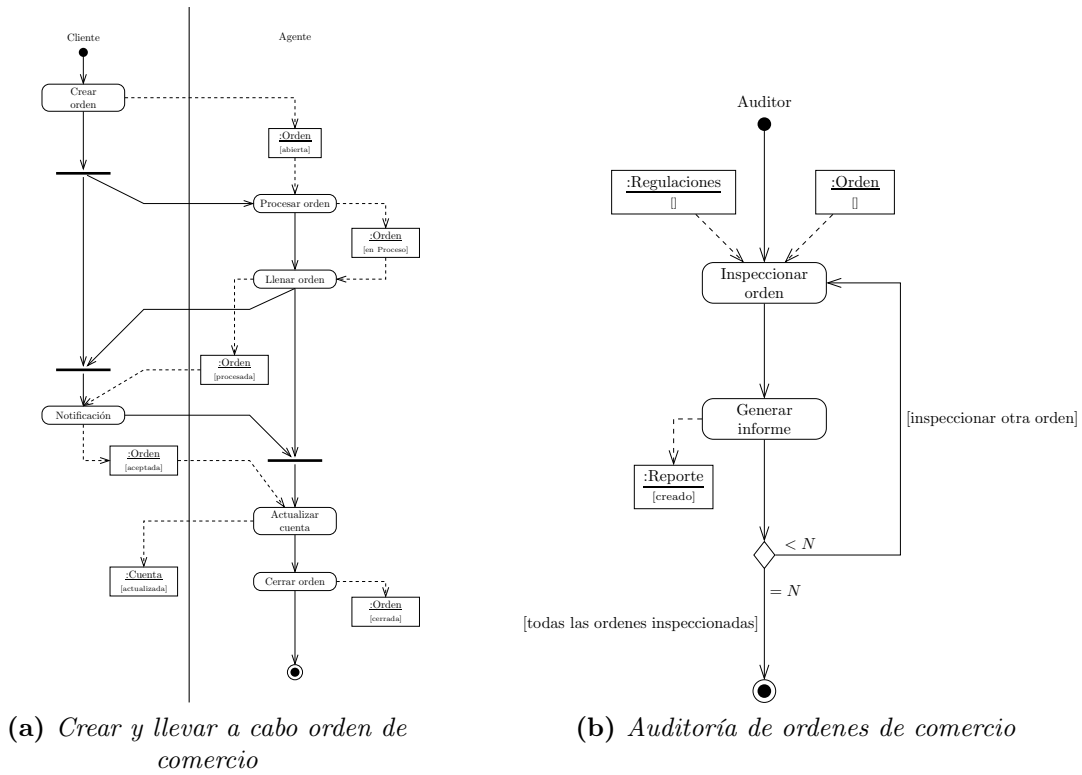 Cliente
Agente
Crear
orden
:Orden
[abierta]
Procesar orden
:Orden
[en Proceso]
Llenar orden
:Orden
[procesada]
Notificación
:Orden
[aceptada]
Actualizar
cuenta
:Cuenta
[actualizada]
Cerrar orden
:Orden
[cerrada]
(a) Crear y llevar a cabo orden de
comercio
Auditor
:Regulaciones
[]
:Orden
[]
Inspeccionar
orden
Generar
informe
[inspeccionar otra orden]
:Reporte
[creado]
< N
= N
[todas las ordenes inspeccionadas]
(b) Auditoría de ordenes de comercio